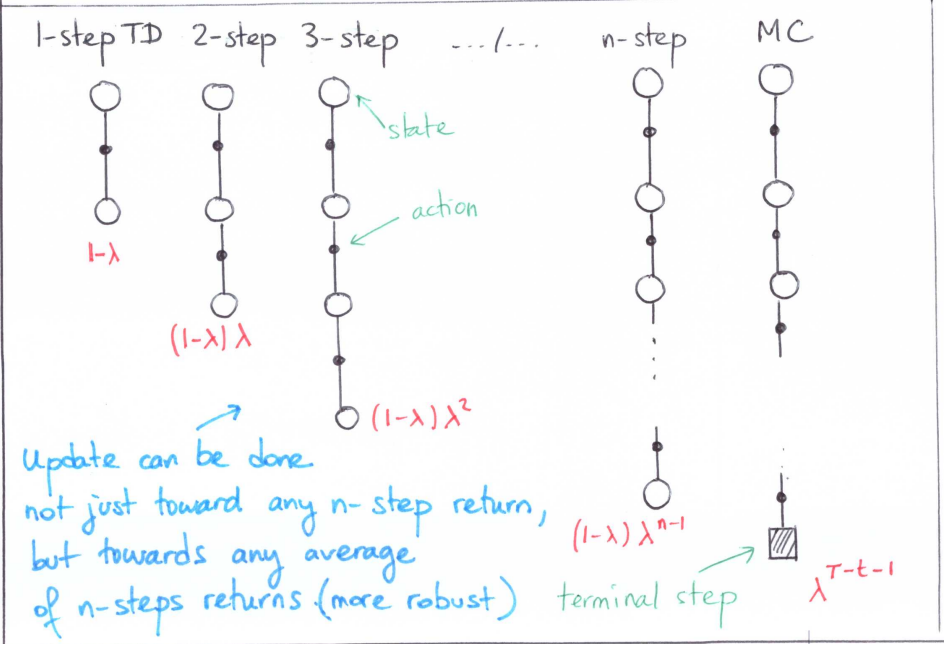 1-step TD 2-step 3-step ---/--- n-step MC
state
action
1-λ
(1-λ) λ
(1-λ) λ²
Update can be done
not just toward any n-step return,
but towards any average
of n-steps returns. (more robust)
(1-λ) λⁿ⁻¹
terminal step
λᵀ⁻ᵗ⁻¹